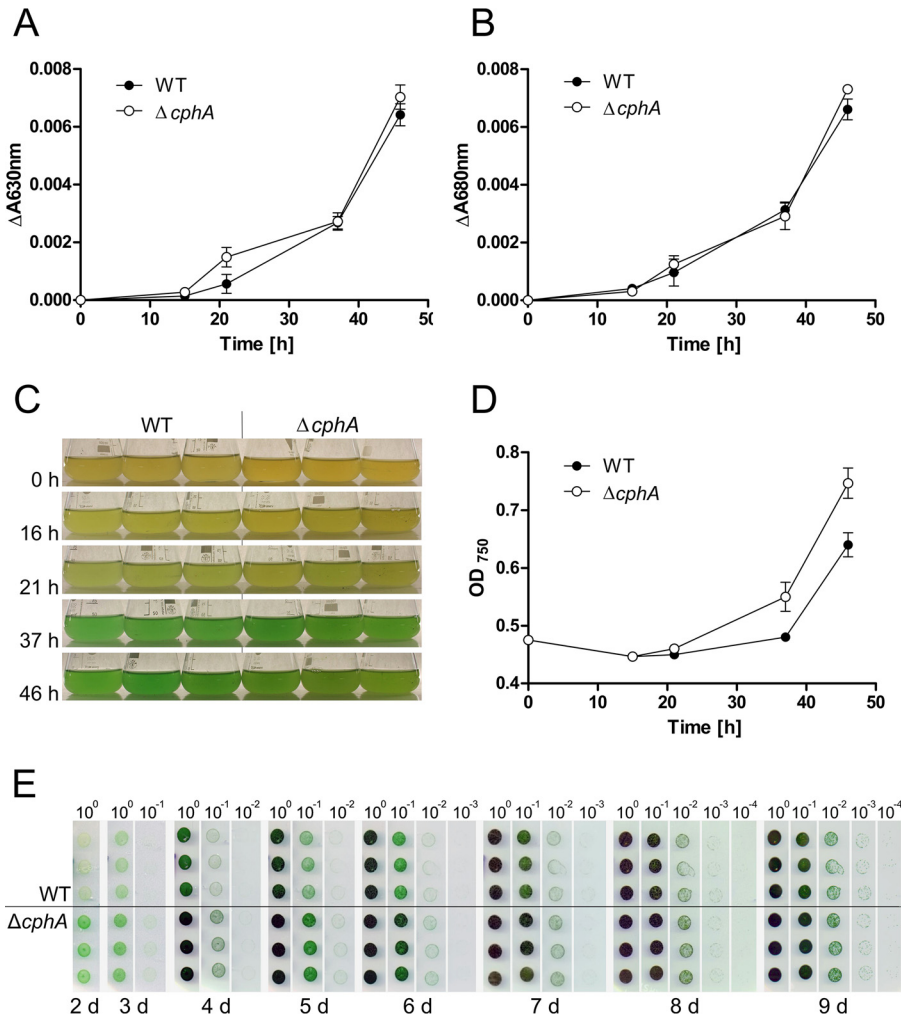 A
0.008
0.006
0.004
0.002
0.000
ΔA630nm
WT
ΔcphA
0 10 20 30 40 50
Time [h]
B
0.008
0.006
0.004
0.002
0.000
ΔA680nm
WT
ΔcphA
0 10 20 30 40 50
Time [h]
C
WT ΔcphA
0 h
16 h
21 h
37 h
46 h
D
0.8
0.7
0.6
0.5
0.4
OD 750
WT
ΔcphA
0 10 20 30 40 50
Time [h]
E
10⁰ 10⁰ 10⁻¹ 10⁰ 10⁻¹ 10⁻² 10⁰ 10⁻¹ 10⁻² 10⁰ 10⁻¹ 10⁻² 10⁻³ 10⁰ 10⁻¹ 10⁻² 10⁻³ 10⁰ 10⁻¹ 10⁻² 10⁻³ 10⁻⁴ 10⁰ 10⁻¹ 10⁻² 10⁻³ 10⁻⁴
WT
ΔcphA
2 d 3 d 4 d 5 d 6 d 7 d 8 d 9 d